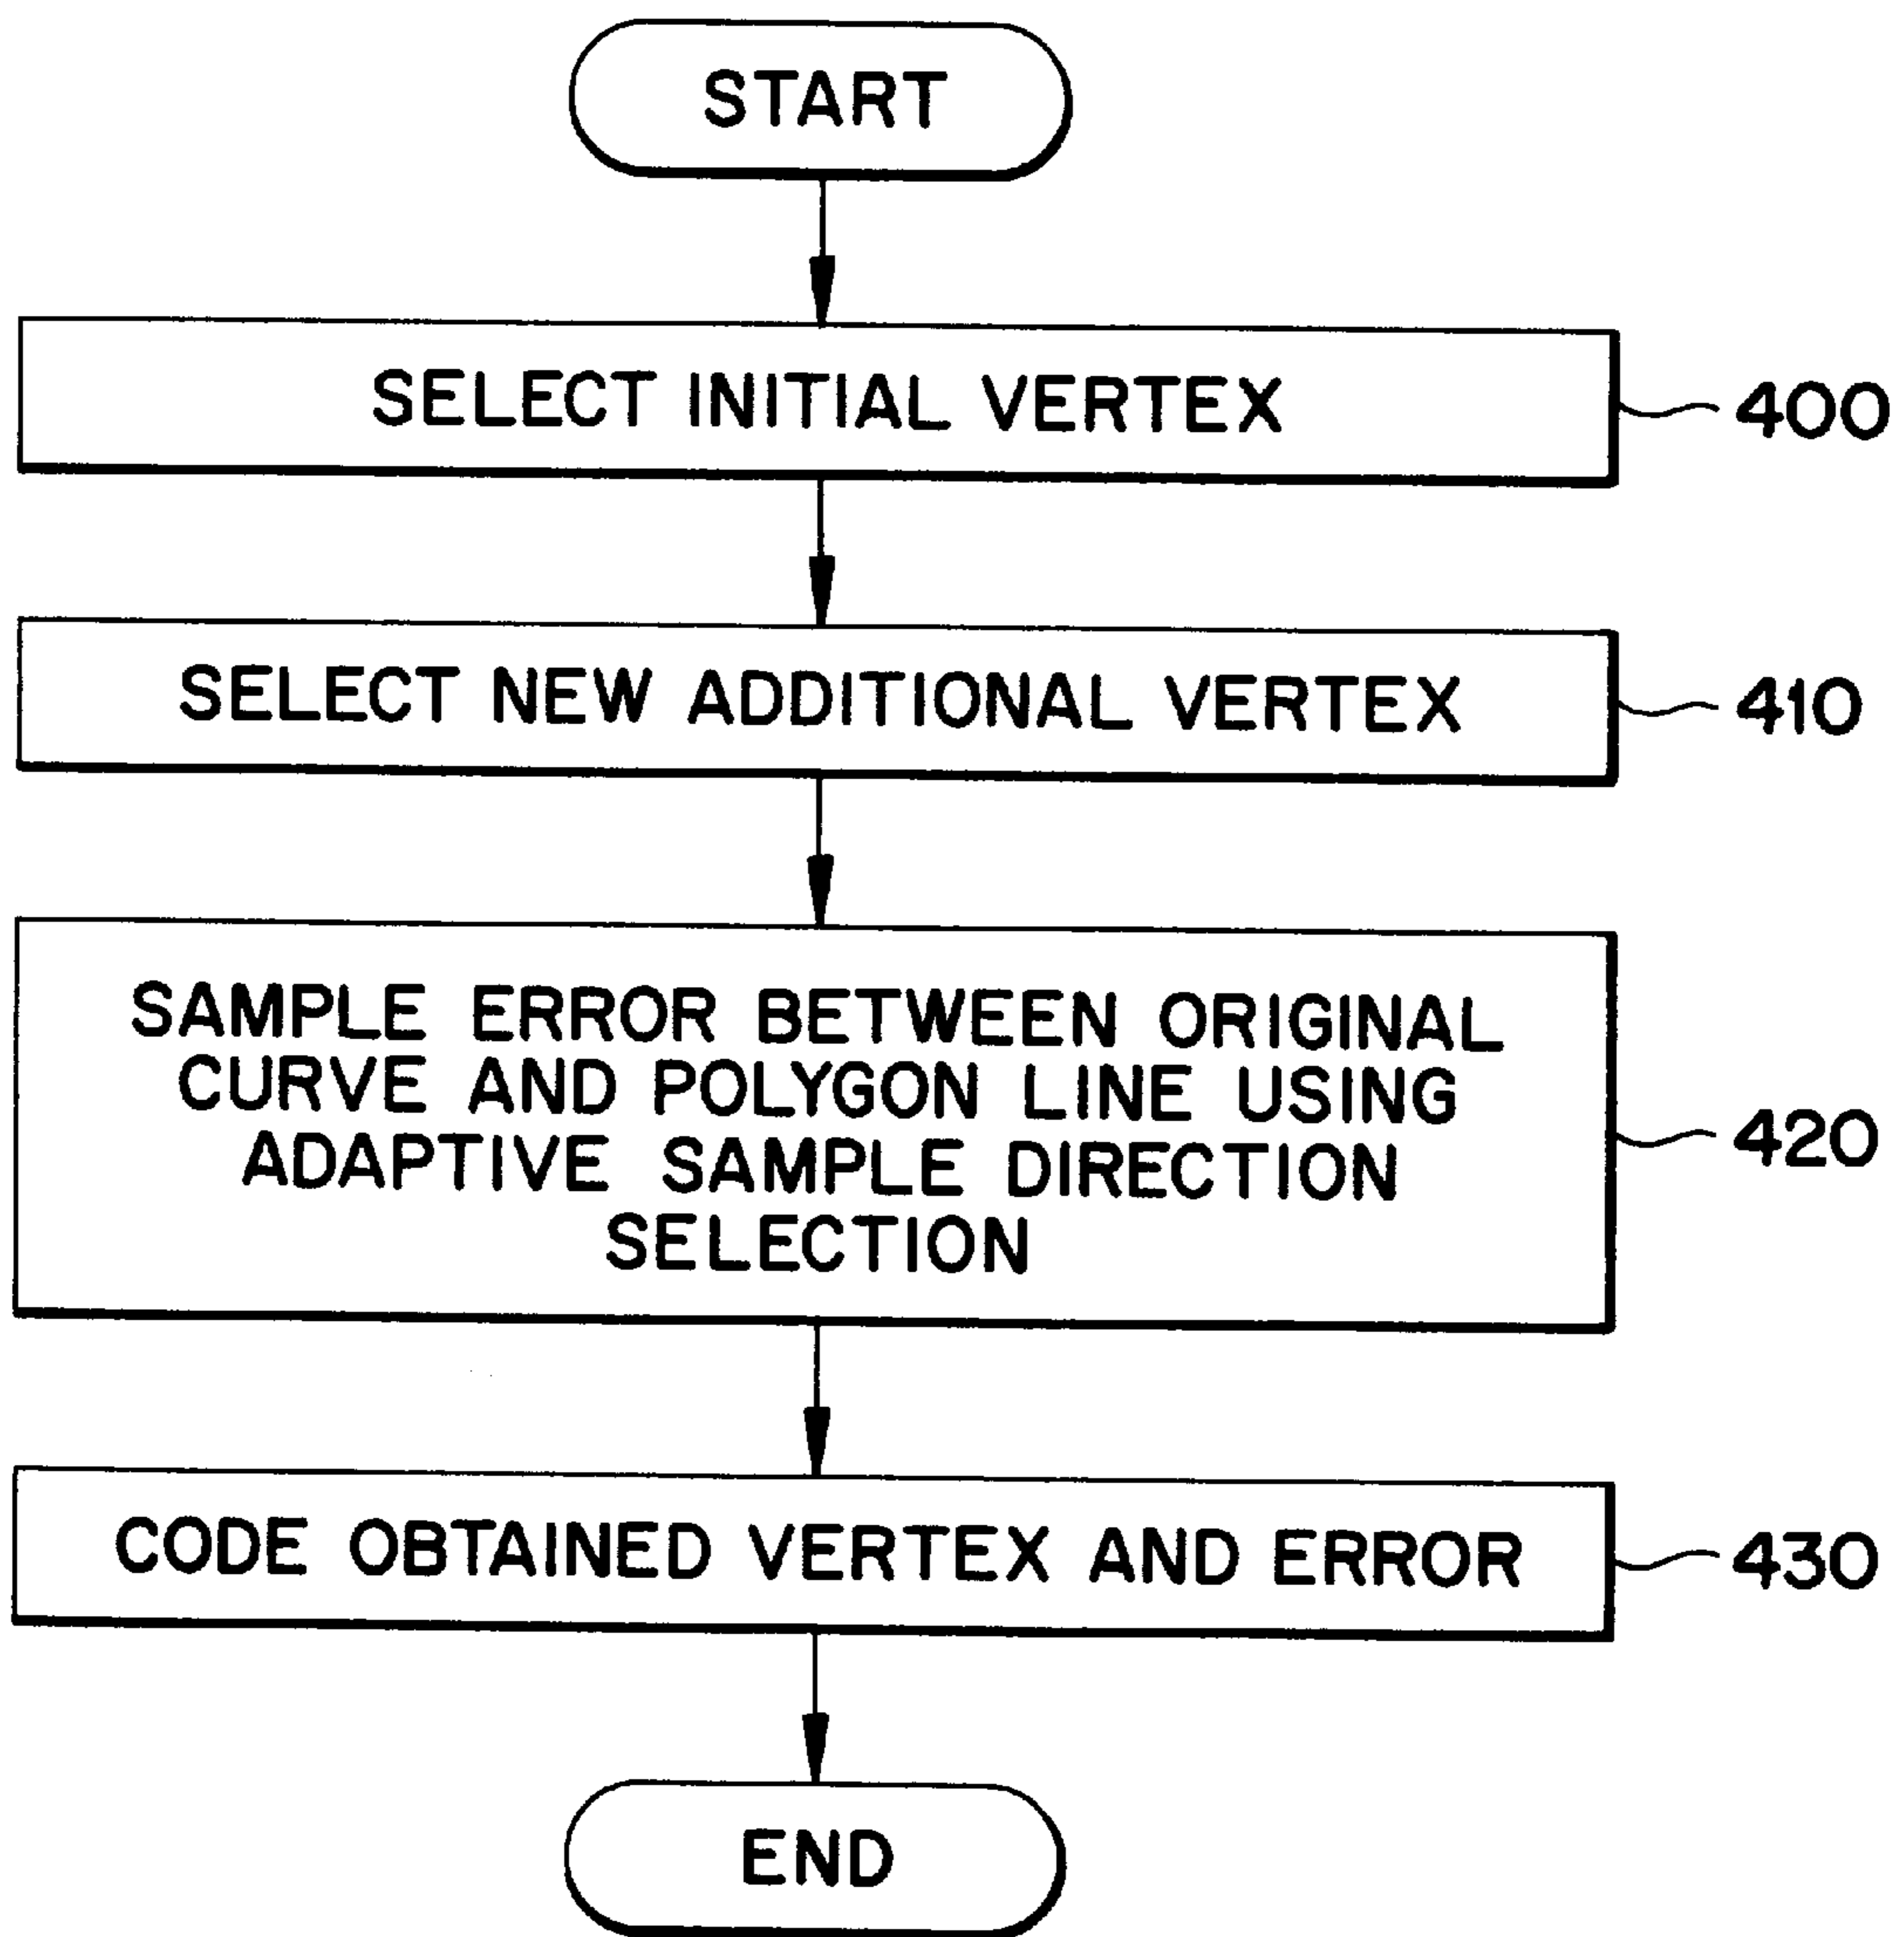 START
SELECT INITIAL VERTEX
400
SELECT NEW ADDITIONAL VERTEX
410
SAMPLE ERROR BETWEEN ORIGINAL
CURVE AND POLYGON LINE USING
ADAPTIVE SAMPLE DIRECTION
SELECTION
420
CODE OBTAINED VERTEX AND ERROR
430
END